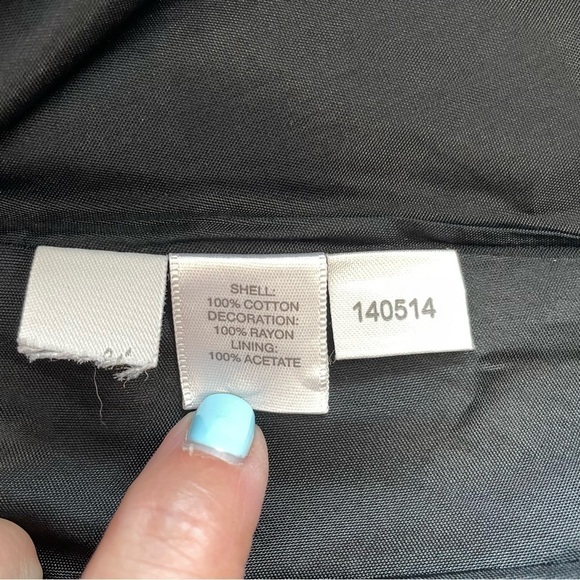 SHELL:
100% COTTON
DECORATION:
100% RAYON
LINING:
100% ACETATE
140514